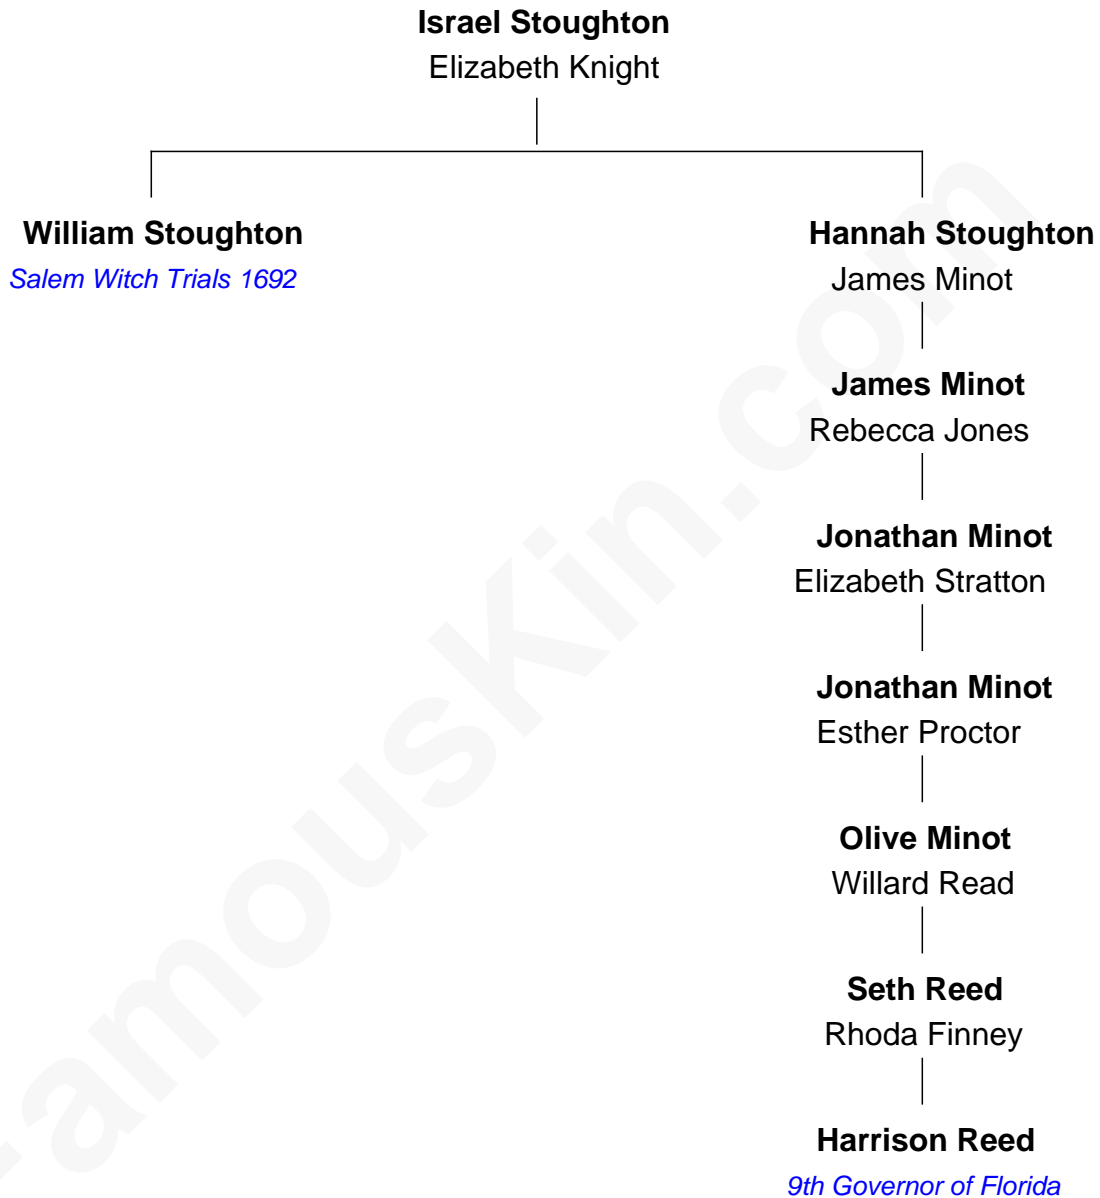 Israel Stoughton
Elizabeth Knight
William Stoughton
Salem Witch Trials 1692
Hannah Stoughton
James Minot
James Minot
Rebecca Jones
Jonathan Minot
Elizabeth Stratton
Jonathan Minot
Esther Proctor
Olive Minot
Willard Read
Seth Reed
Rhoda Finney
Harrison Reed
9th Governor of Florida
FamousKin.com